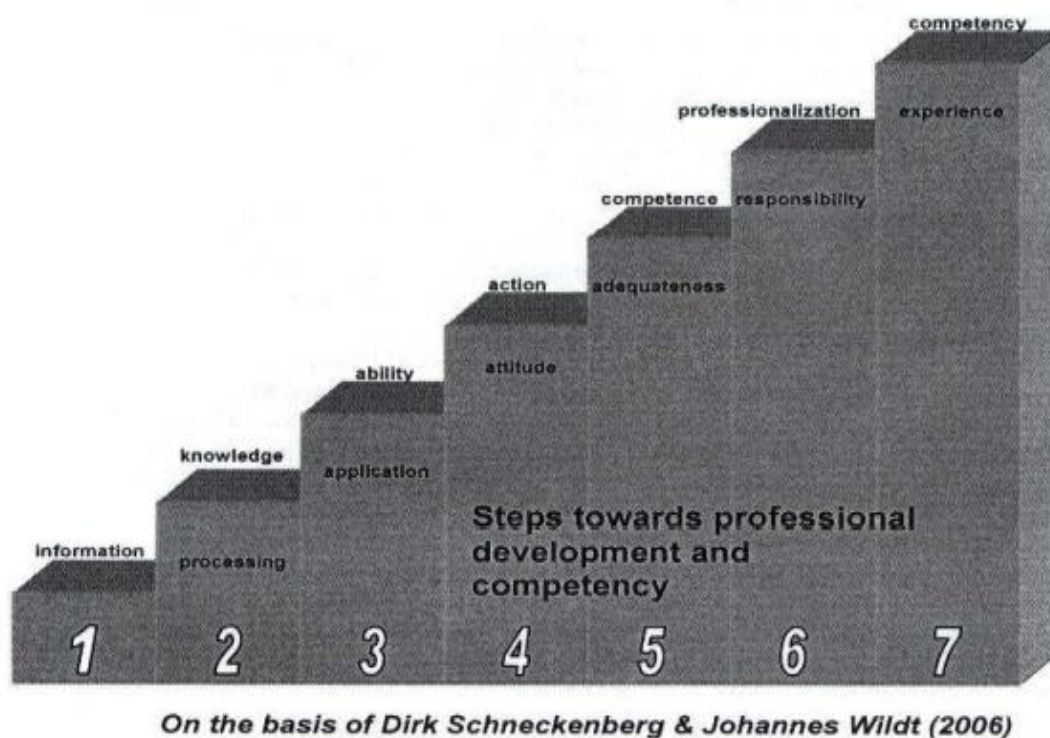 competency
experience
professionalization
responsibility
competence
adequateness
action
attitude
ability
application
knowledge
processing
information
Steps towards professional
development and
competency
1 2 3 4 5 6 7
On the basis of Dirk Schneckenberg & Johannes Wildt (2006)